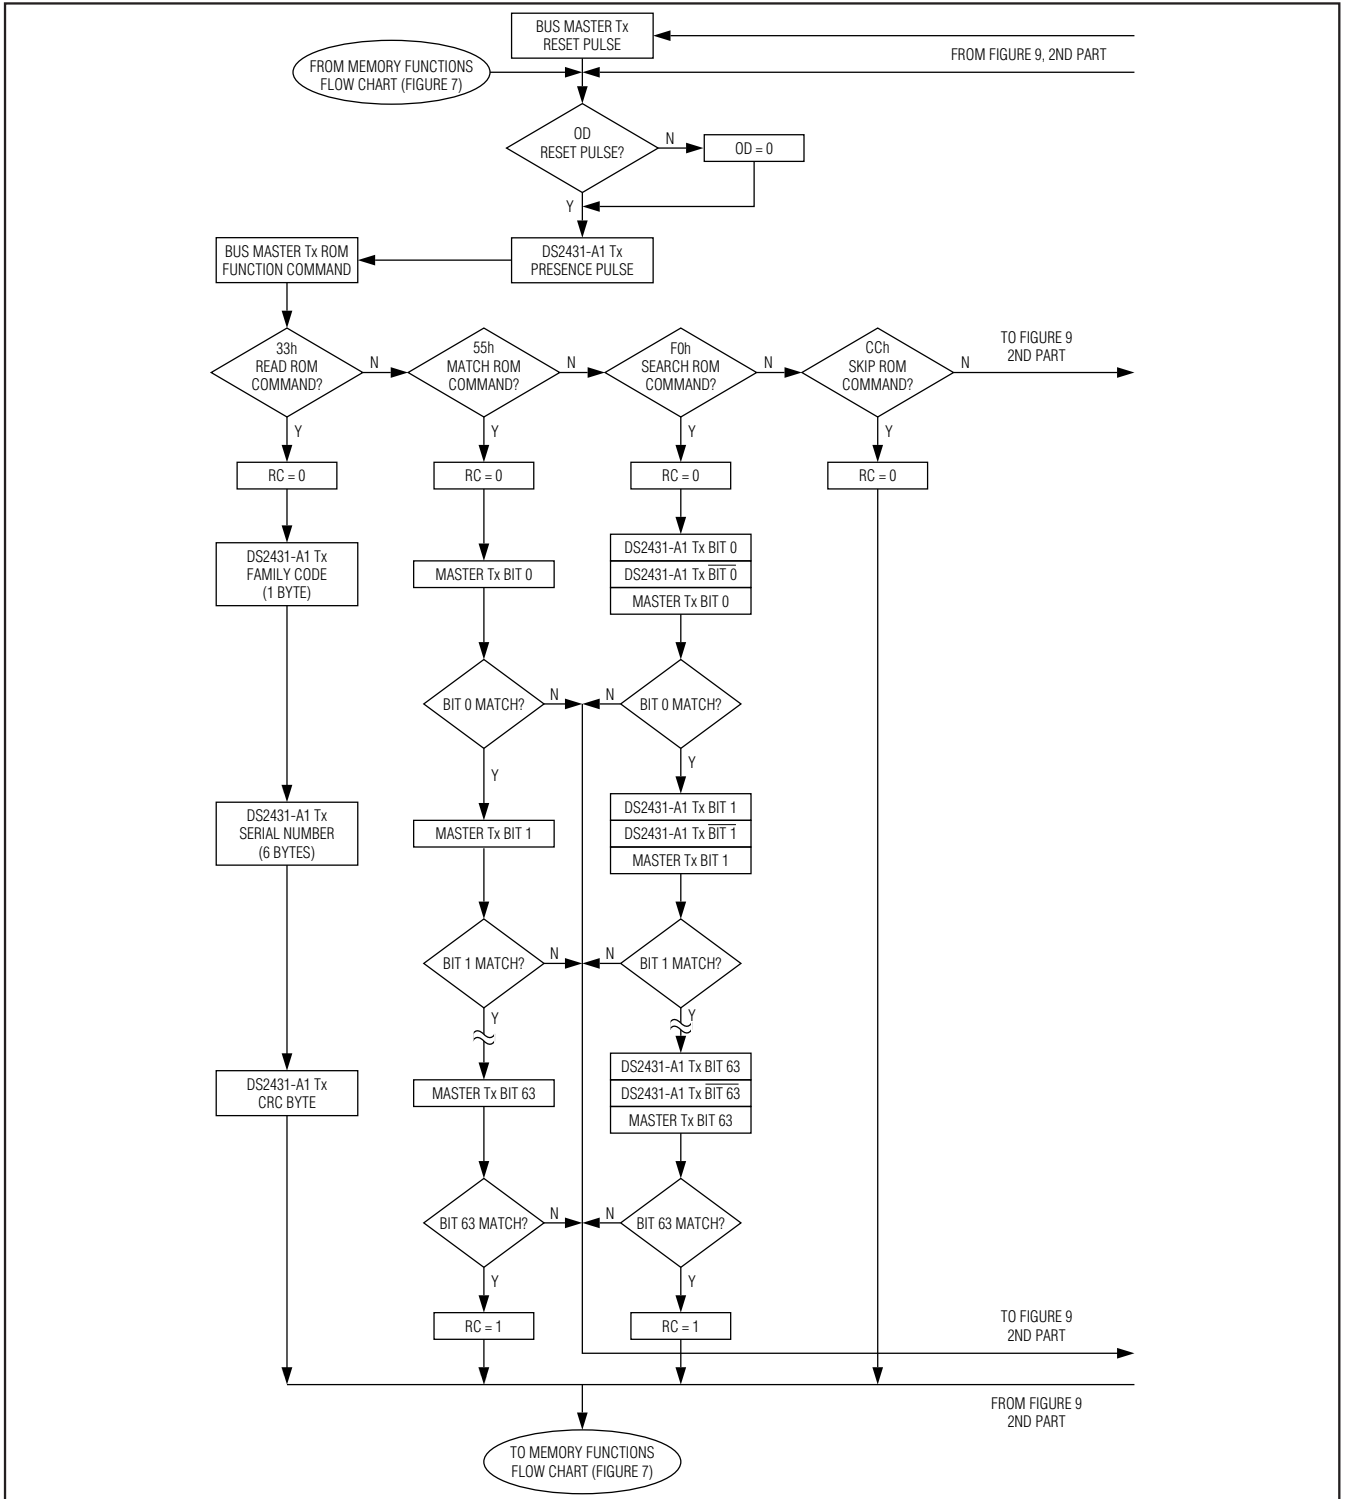 BUS MASTER Tx
RESET PULSE
FROM FIGURE 9, 2ND PART
FROM MEMORY FUNCTIONS
FLOW CHART (FIGURE 7)
OD
RESET PULSE?
N
OD = 0
Y
BUS MASTER Tx ROM
FUNCTION COMMAND
DS2431-A1 Tx
PRESENCE PULSE
33h
READ ROM
COMMAND?
N
55h
MATCH ROM
COMMAND?
N
F0h
SEARCH ROM
COMMAND?
N
CCh
SKIP ROM
COMMAND?
N
TO FIGURE 9
2ND PART
Y
Y
Y
Y
RC = 0
RC = 0
RC = 0
RC = 0
DS2431-A1 Tx
FAMILY CODE
(1 BYTE)
MASTER Tx BIT 0
DS2431-A1 Tx BIT 0
DS2431-A1 Tx B̅I̅T̅ ̅0̅
MASTER Tx BIT 0
BIT 0 MATCH?
N
N
BIT 0 MATCH?
Y
Y
DS2431-A1 Tx
SERIAL NUMBER
(6 BYTES)
MASTER Tx BIT 1
DS2431-A1 Tx BIT 1
DS2431-A1 Tx B̅I̅T̅ ̅1̅
MASTER Tx BIT 1
BIT 1 MATCH?
N
N
BIT 1 MATCH?
Y
Y
DS2431-A1 Tx
CRC BYTE
MASTER Tx BIT 63
DS2431-A1 Tx BIT 63
DS2431-A1 Tx B̅I̅T̅ ̅6̅3̅
MASTER Tx BIT 63
BIT 63 MATCH?
N
N
BIT 63 MATCH?
Y
Y
RC = 1
RC = 1
TO FIGURE 9
2ND PART
FROM FIGURE 9
2ND PART
TO MEMORY FUNCTIONS
FLOW CHART (FIGURE 7)